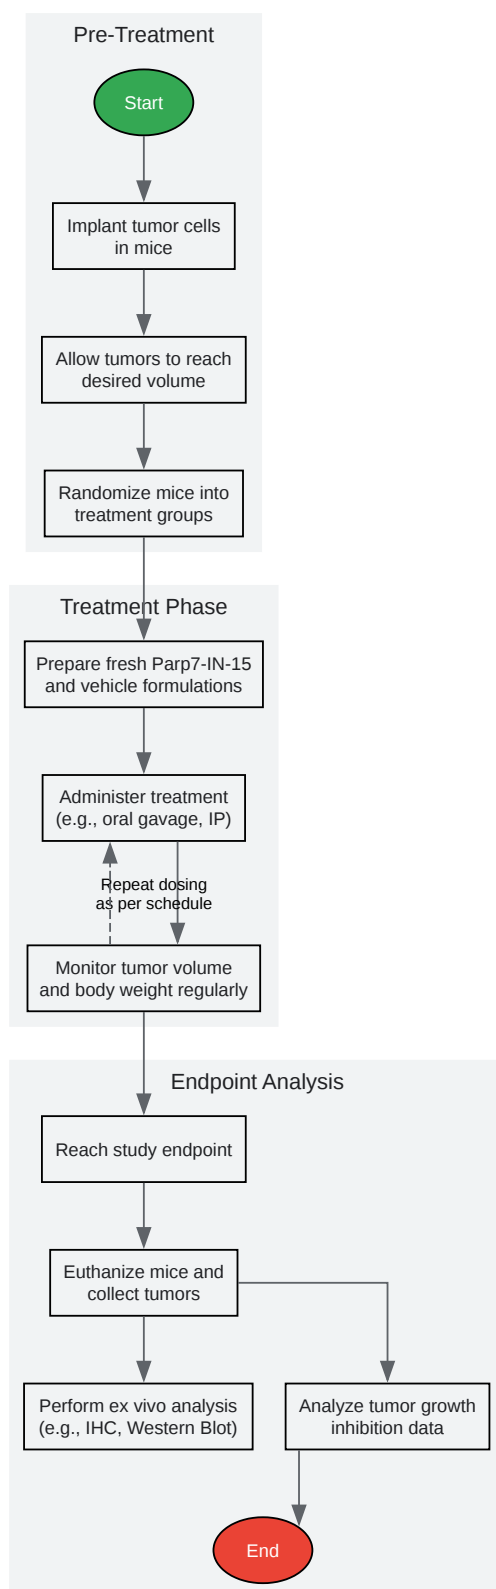 Pre-Treatment
Start
Implant tumor cells
in mice
Allow tumors to reach
desired volume
Randomize mice into
treatment groups
Treatment Phase
Prepare fresh Parp7-IN-15
and vehicle formulations
Administer treatment
(e.g., oral gavage, IP)
Repeat dosing
as per schedule
Monitor tumor volume
and body weight regularly
Endpoint Analysis
Reach study endpoint
Euthanize mice and
collect tumors
Perform ex vivo analysis
(e.g., IHC, Western Blot)
Analyze tumor growth
inhibition data
End